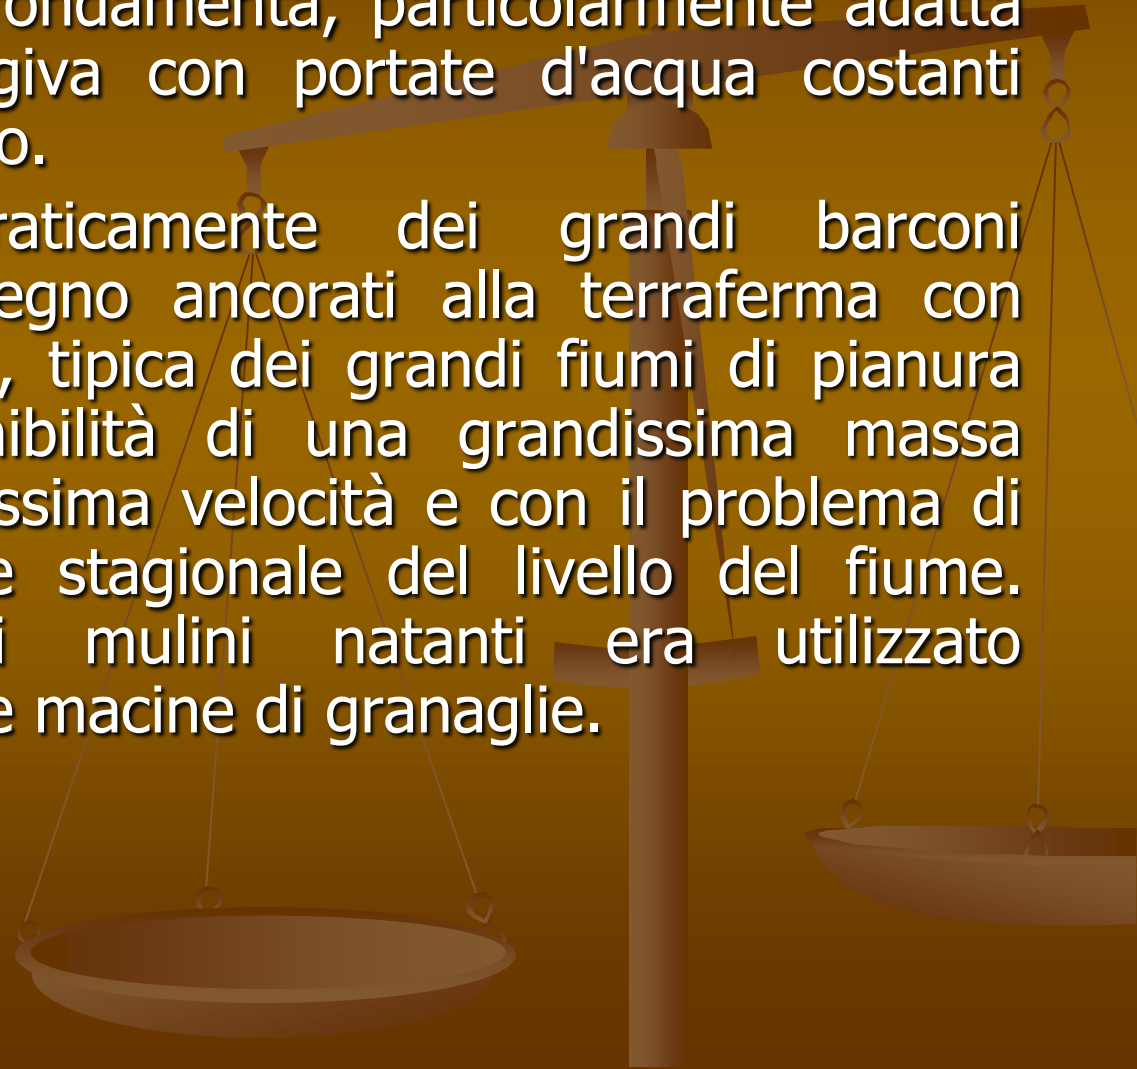 ondamenta, particolarmente adatta
giva con portate d'acqua costanti
o.
raticamente dei grandi barconi
egno ancorati alla terraferma con
, tipica dei grandi fiumi di pianura
nibilità di una grandissima massa
ssima velocità e con il problema di
e stagionale del livello del fiume.
i mulini natanti era utilizzato
e macine di granaglie.